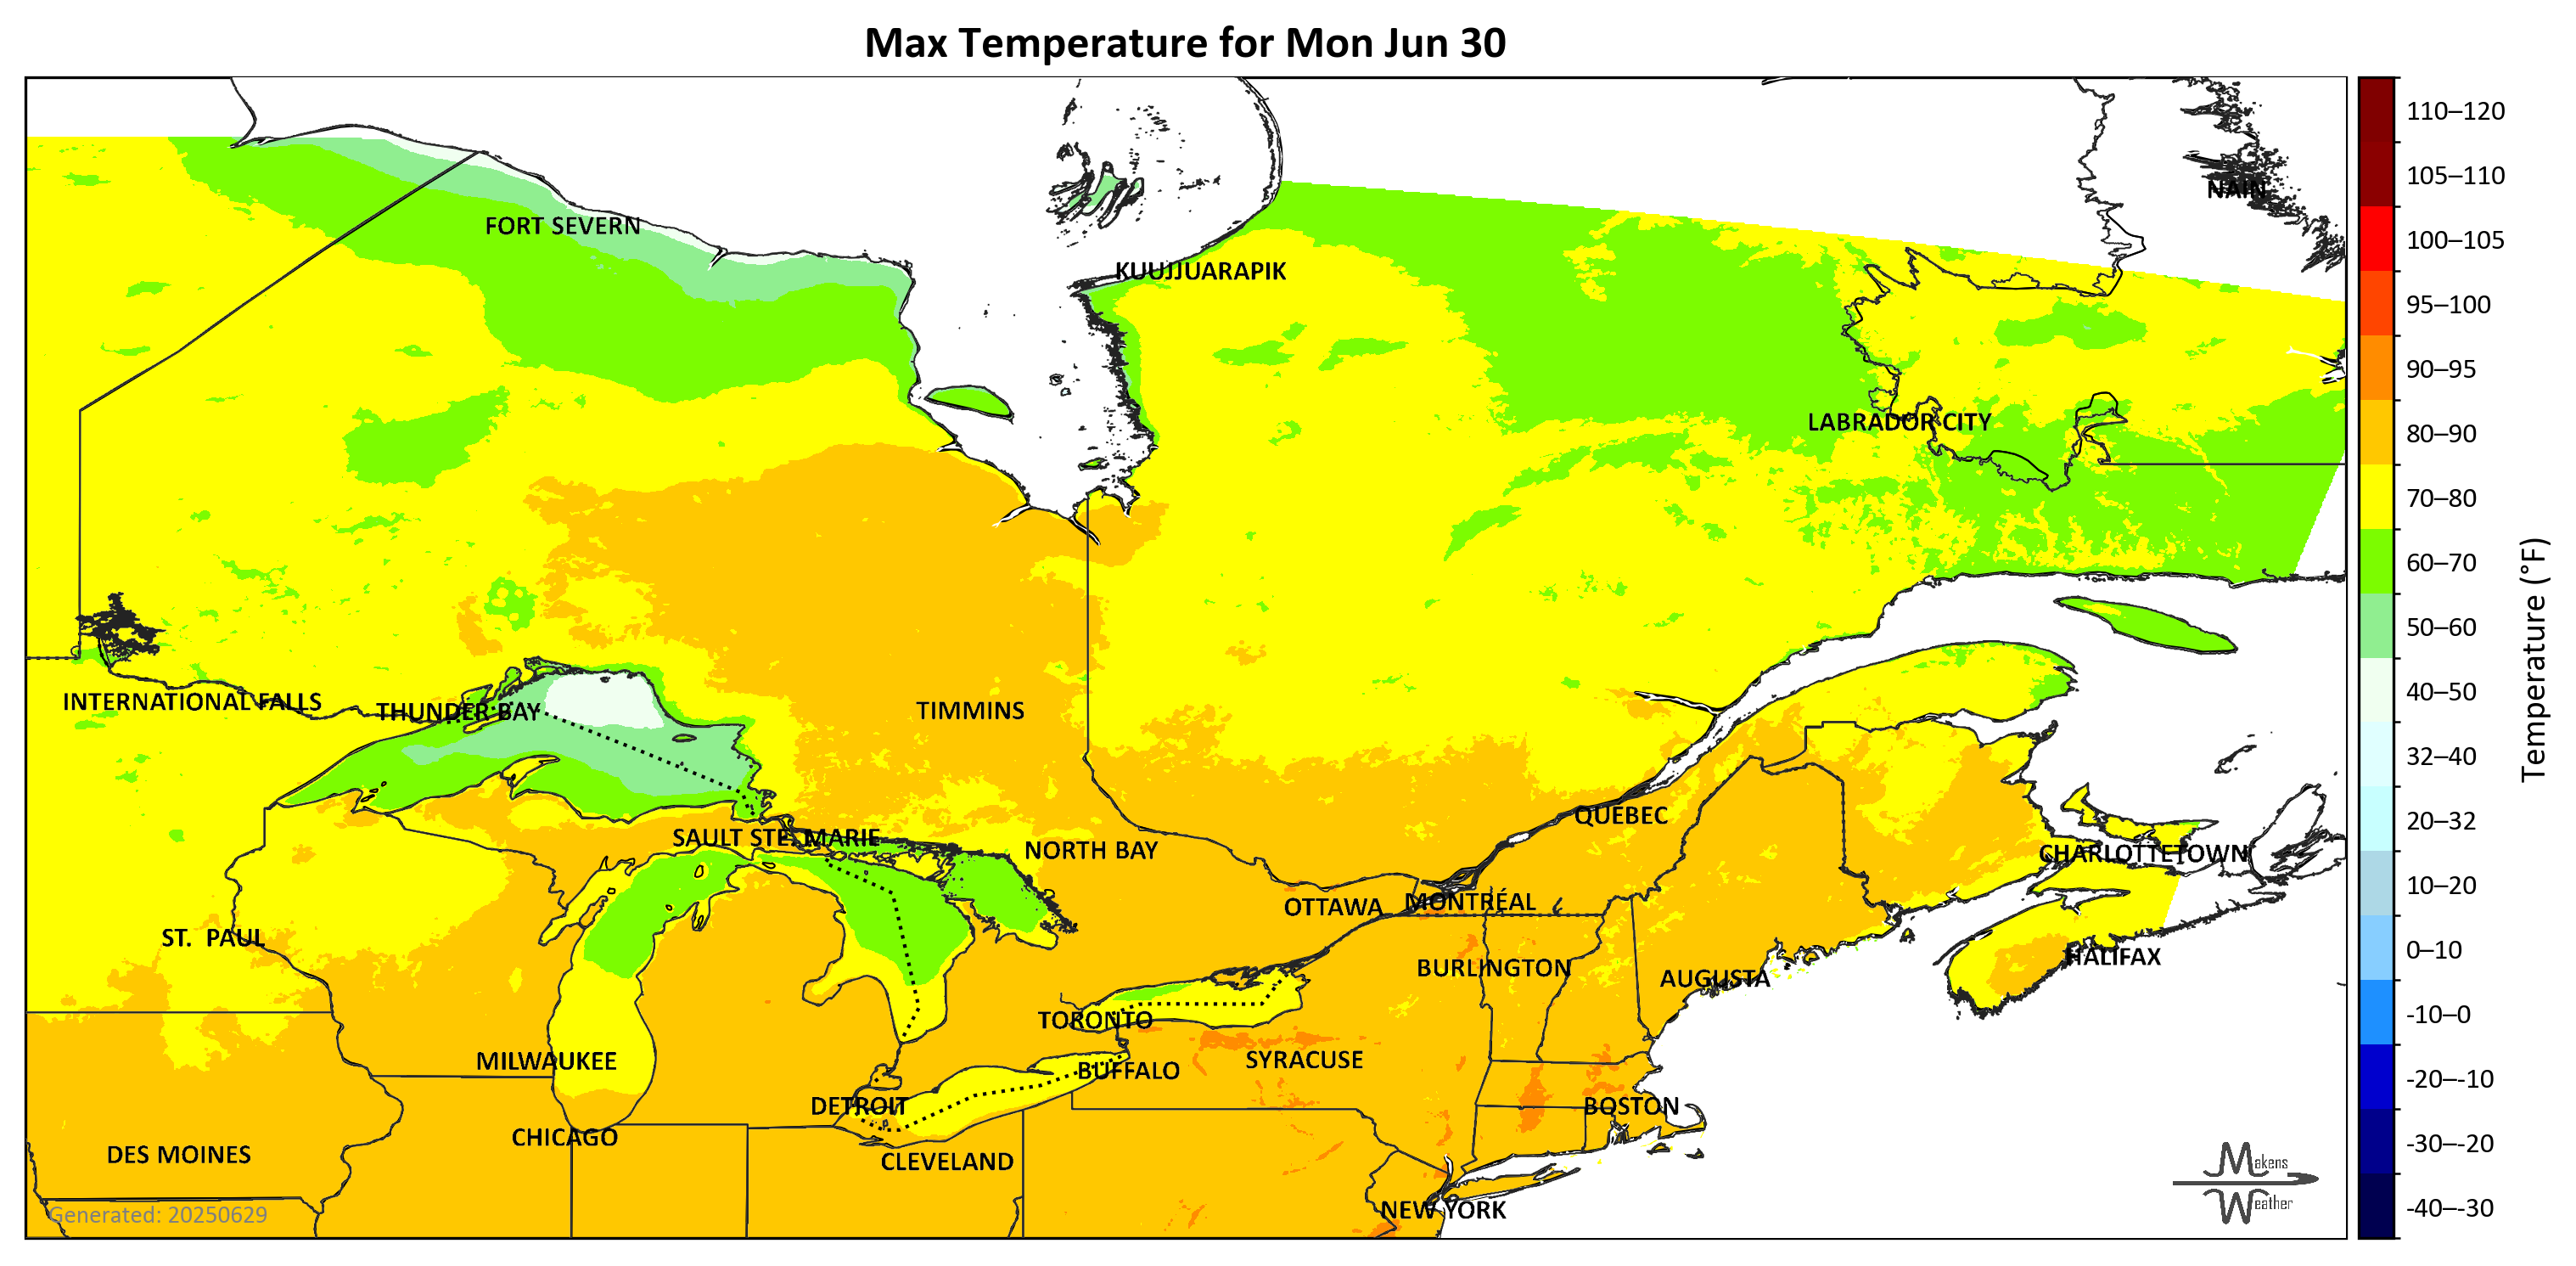 Max Temperature for Mon Jun 30
110–120
105–110
100–105
95–100
90–95
80–90
70–80
60–70
50–60
40–50
32–40
20–32
10–20
0–10
-10–0
-20–-10
-30–-20
-40–-30
Temperature (°F)
NAIN
FORT SEVERN
KUUJJUARAPIK
LABRADOR CITY
INTERNATIONAL FALLS
THUNDER BAY
TIMMINS
QUÉBEC
SAULT STE. MARIE
NORTH BAY
CHARLOTTETOWN
OTTAWA
MONTRÉAL
ST. PAUL
BURLINGTON
AUGUSTA
HALIFAX
TORONTO
MILWAUKEE
BUFFALO
SYRACUSE
DETROIT
BOSTON
CHICAGO
DES MOINES
CLEVELAND
NEW YORK
Generated: 20250629
Makens
Weather